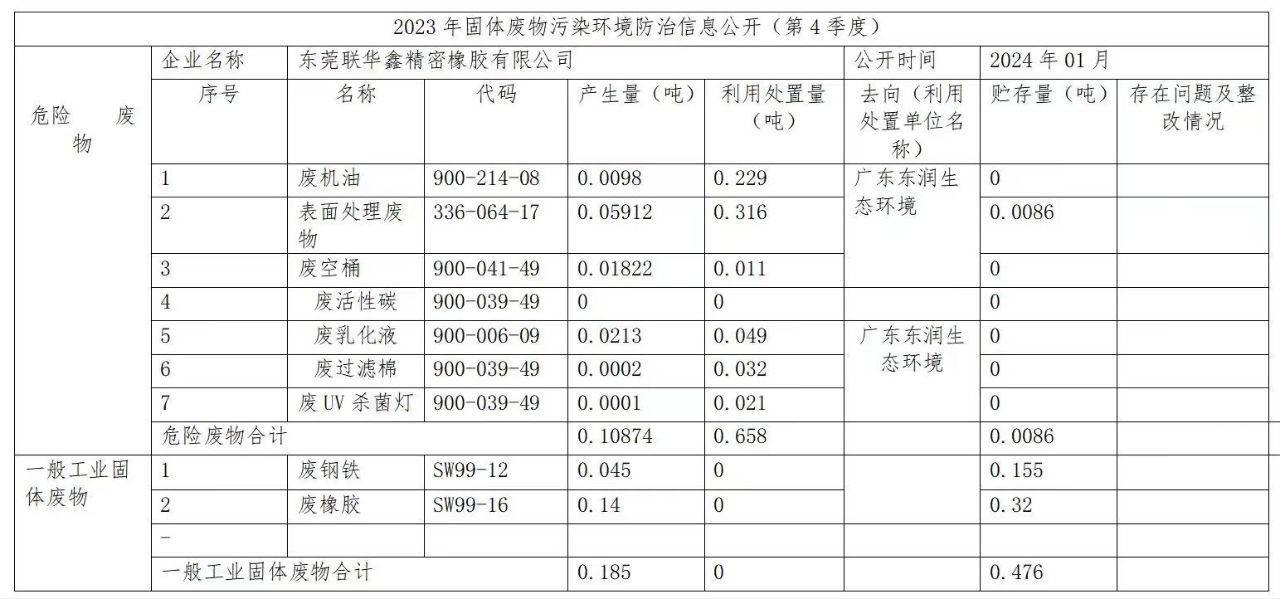 2023年固体废物污染环境防治信息公开（第4季度）
危险 废物
企业名称 东莞联华鑫精密橡胶有限公司 公开时间 2024年01月
序号 名称 代码 产生量（吨） 利用处置量（吨） 去向（利用处置单位名称） 贮存量（吨） 存在问题及整改情况
1 废机油 900-214-08 0.0098 0.229 广东东润生态环境 0
2 表面处理废物 336-064-17 0.05912 0.316 0.0086
3 废空桶 900-041-49 0.01822 0.011 0
4 废活性碳 900-039-49 0 0 0
5 废乳化液 900-006-09 0.0213 0.049 广东东润生态环境 0
6 废过滤棉 900-039-49 0.0002 0.032 0
7 废UV杀菌灯 900-039-49 0.0001 0.021 0
危险废物合计 0.10874 0.658 0.0086
一般工业固体废物
1 废钢铁 SW99-12 0.045 0 0.155
2 废橡胶 SW99-16 0.14 0 0.32
-
一般工业固体废物合计 0.185 0 0.476